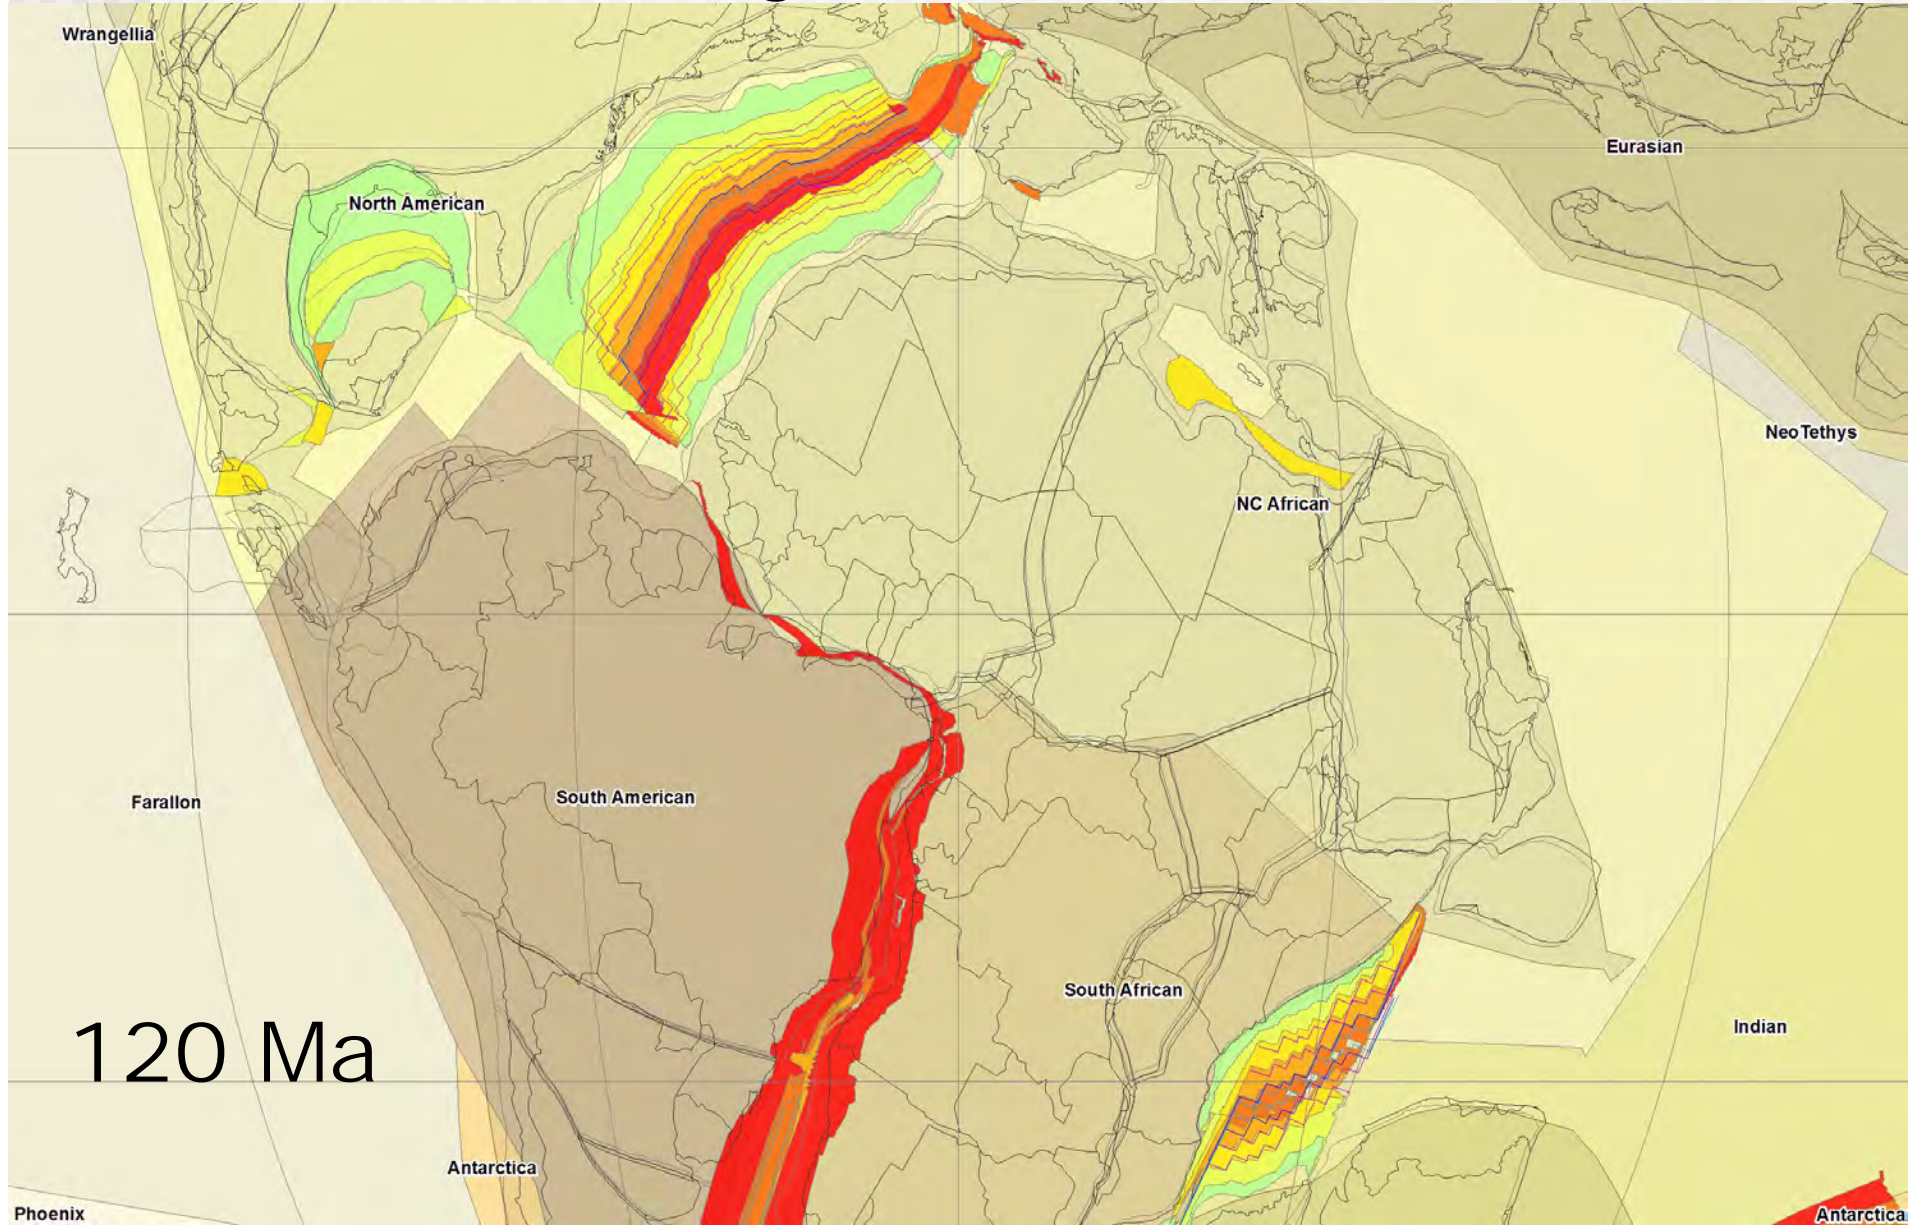 Wrangellia
Eurasian
North American
NeoTethys
NC African
Farallon
South American
South African
Indian
120 Ma
Antarctica
Phoenix
Antarctica